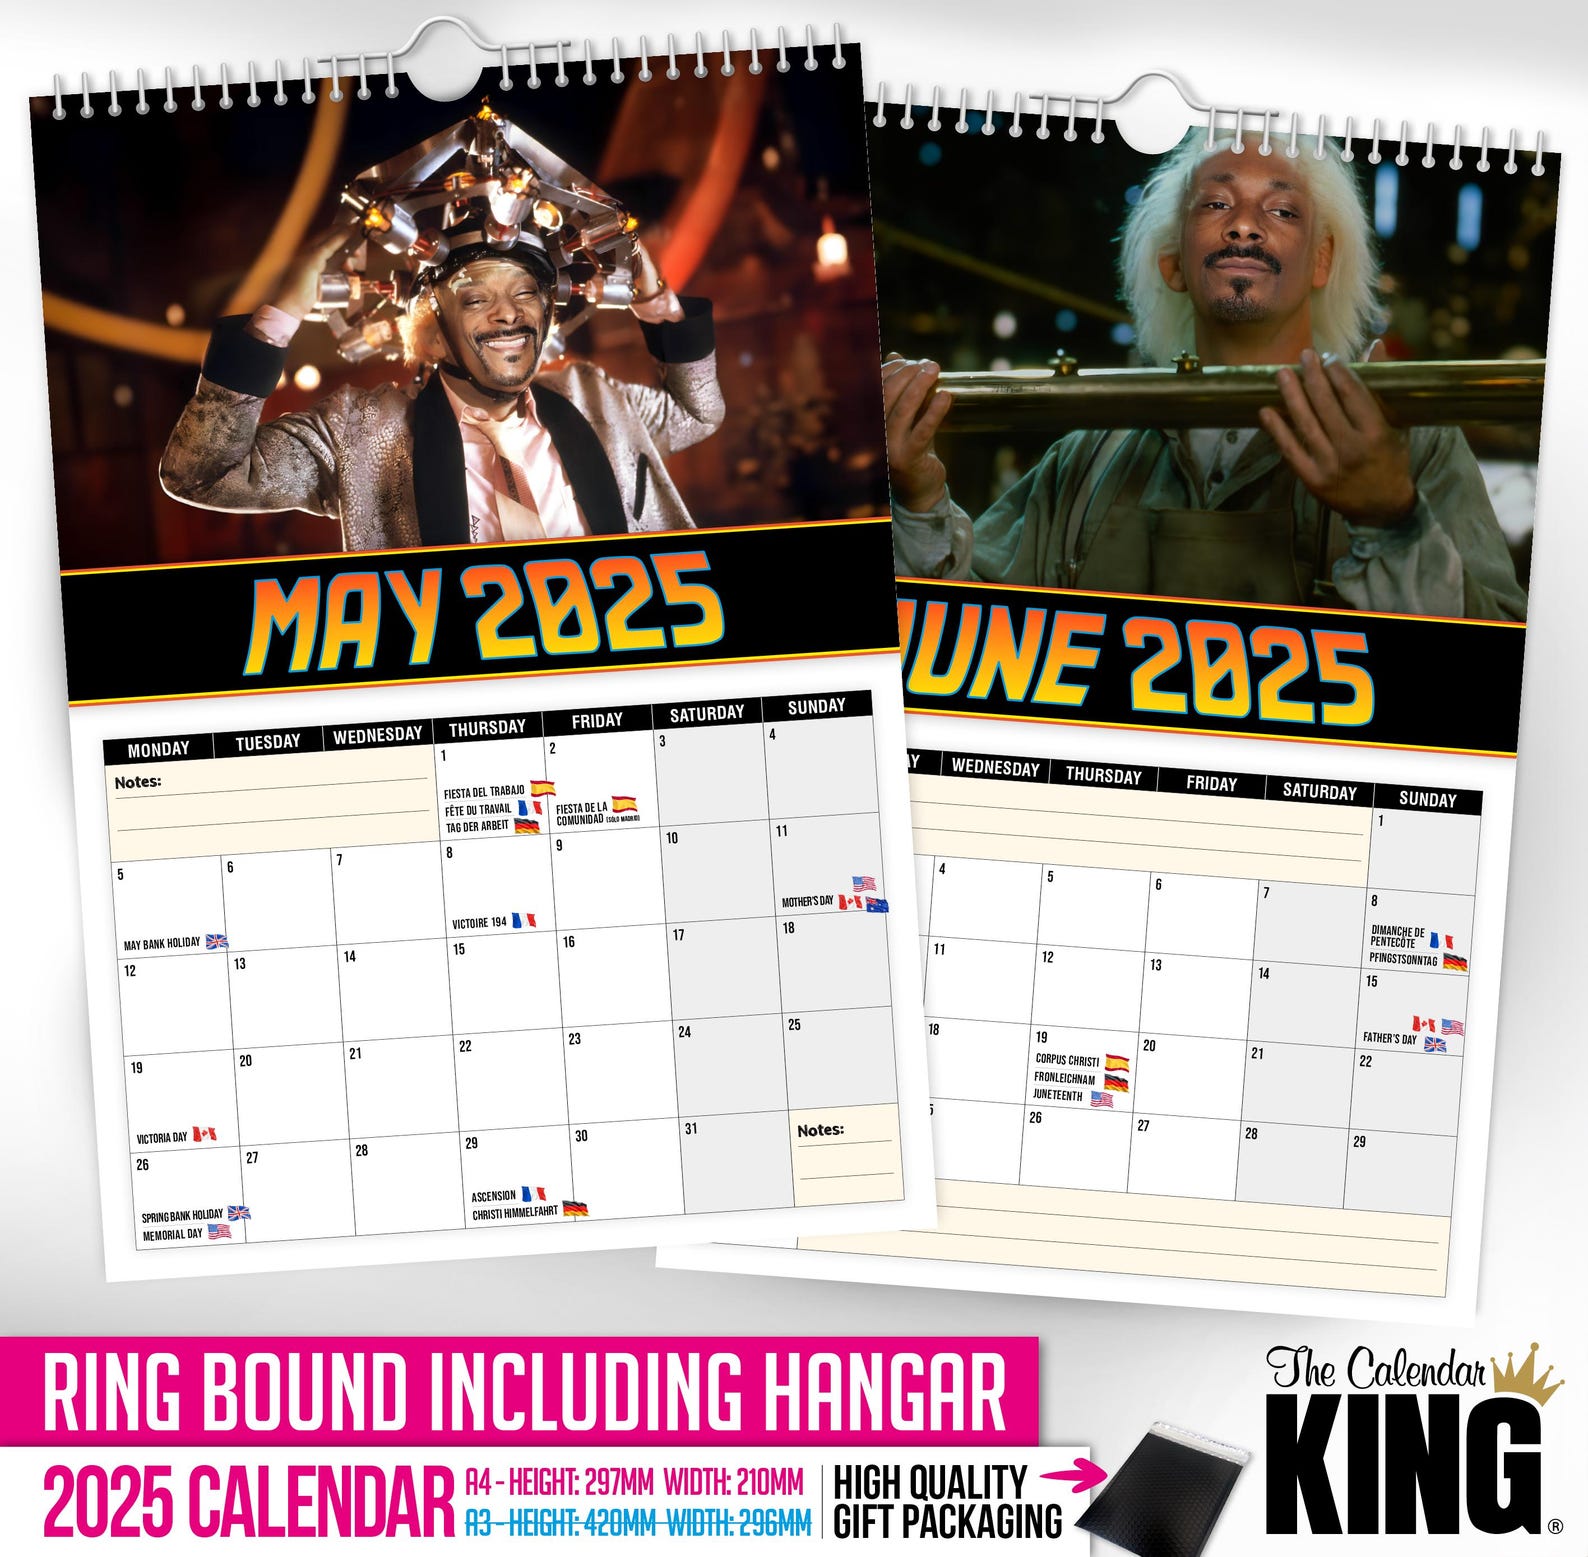 MAY 2025
MONDAY TUESDAY WEDNESDAY THURSDAY FRIDAY SATURDAY SUNDAY
Notes:
1 2 3 4
FIESTA DEL TRABAJO
FÊTE DU TRAVAIL
TAG DER ARBEIT
FIESTA DE LA
COMUNIDAD (SÓLO MADRID)
5 6 7 8 9 10 11
MAY BANK HOLIDAY
VICTOIRE 194
MOTHER'S DAY
12 13 14 15 16 17 18
19 20 21 22 23 24 25
VICTORIA DAY
26 27 28 29 30 31
Notes:
SPRING BANK HOLIDAY
MEMORIAL DAY
ASCENSION
CHRISTI HIMMELFAHRT
JUNE 2025
AY WEDNESDAY THURSDAY FRIDAY SATURDAY SUNDAY
1
4 5 6 7 8
DIMANCHE DE
PENTECÔTE
PFINGSTSONNTAG
11 12 13 14 15
FATHER'S DAY
18 19 20 21 22
CORPUS CHRISTI
FRONLEICHNAM
JUNETEENTH
5 26 27 28 29
RING BOUND INCLUDING HANGAR
2025 CALENDAR
A4 - HEIGHT: 297MM WIDTH: 210MM
A3 - HEIGHT: 420MM WIDTH: 296MM
HIGH QUALITY
GIFT PACKAGING
The Calendar
KING®